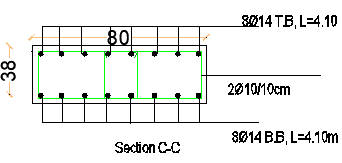 8Ø14 T.B, L=4.10
80
38
2Ø10/10cm
8Ø14 B.B, L=4.10m
Section C-C